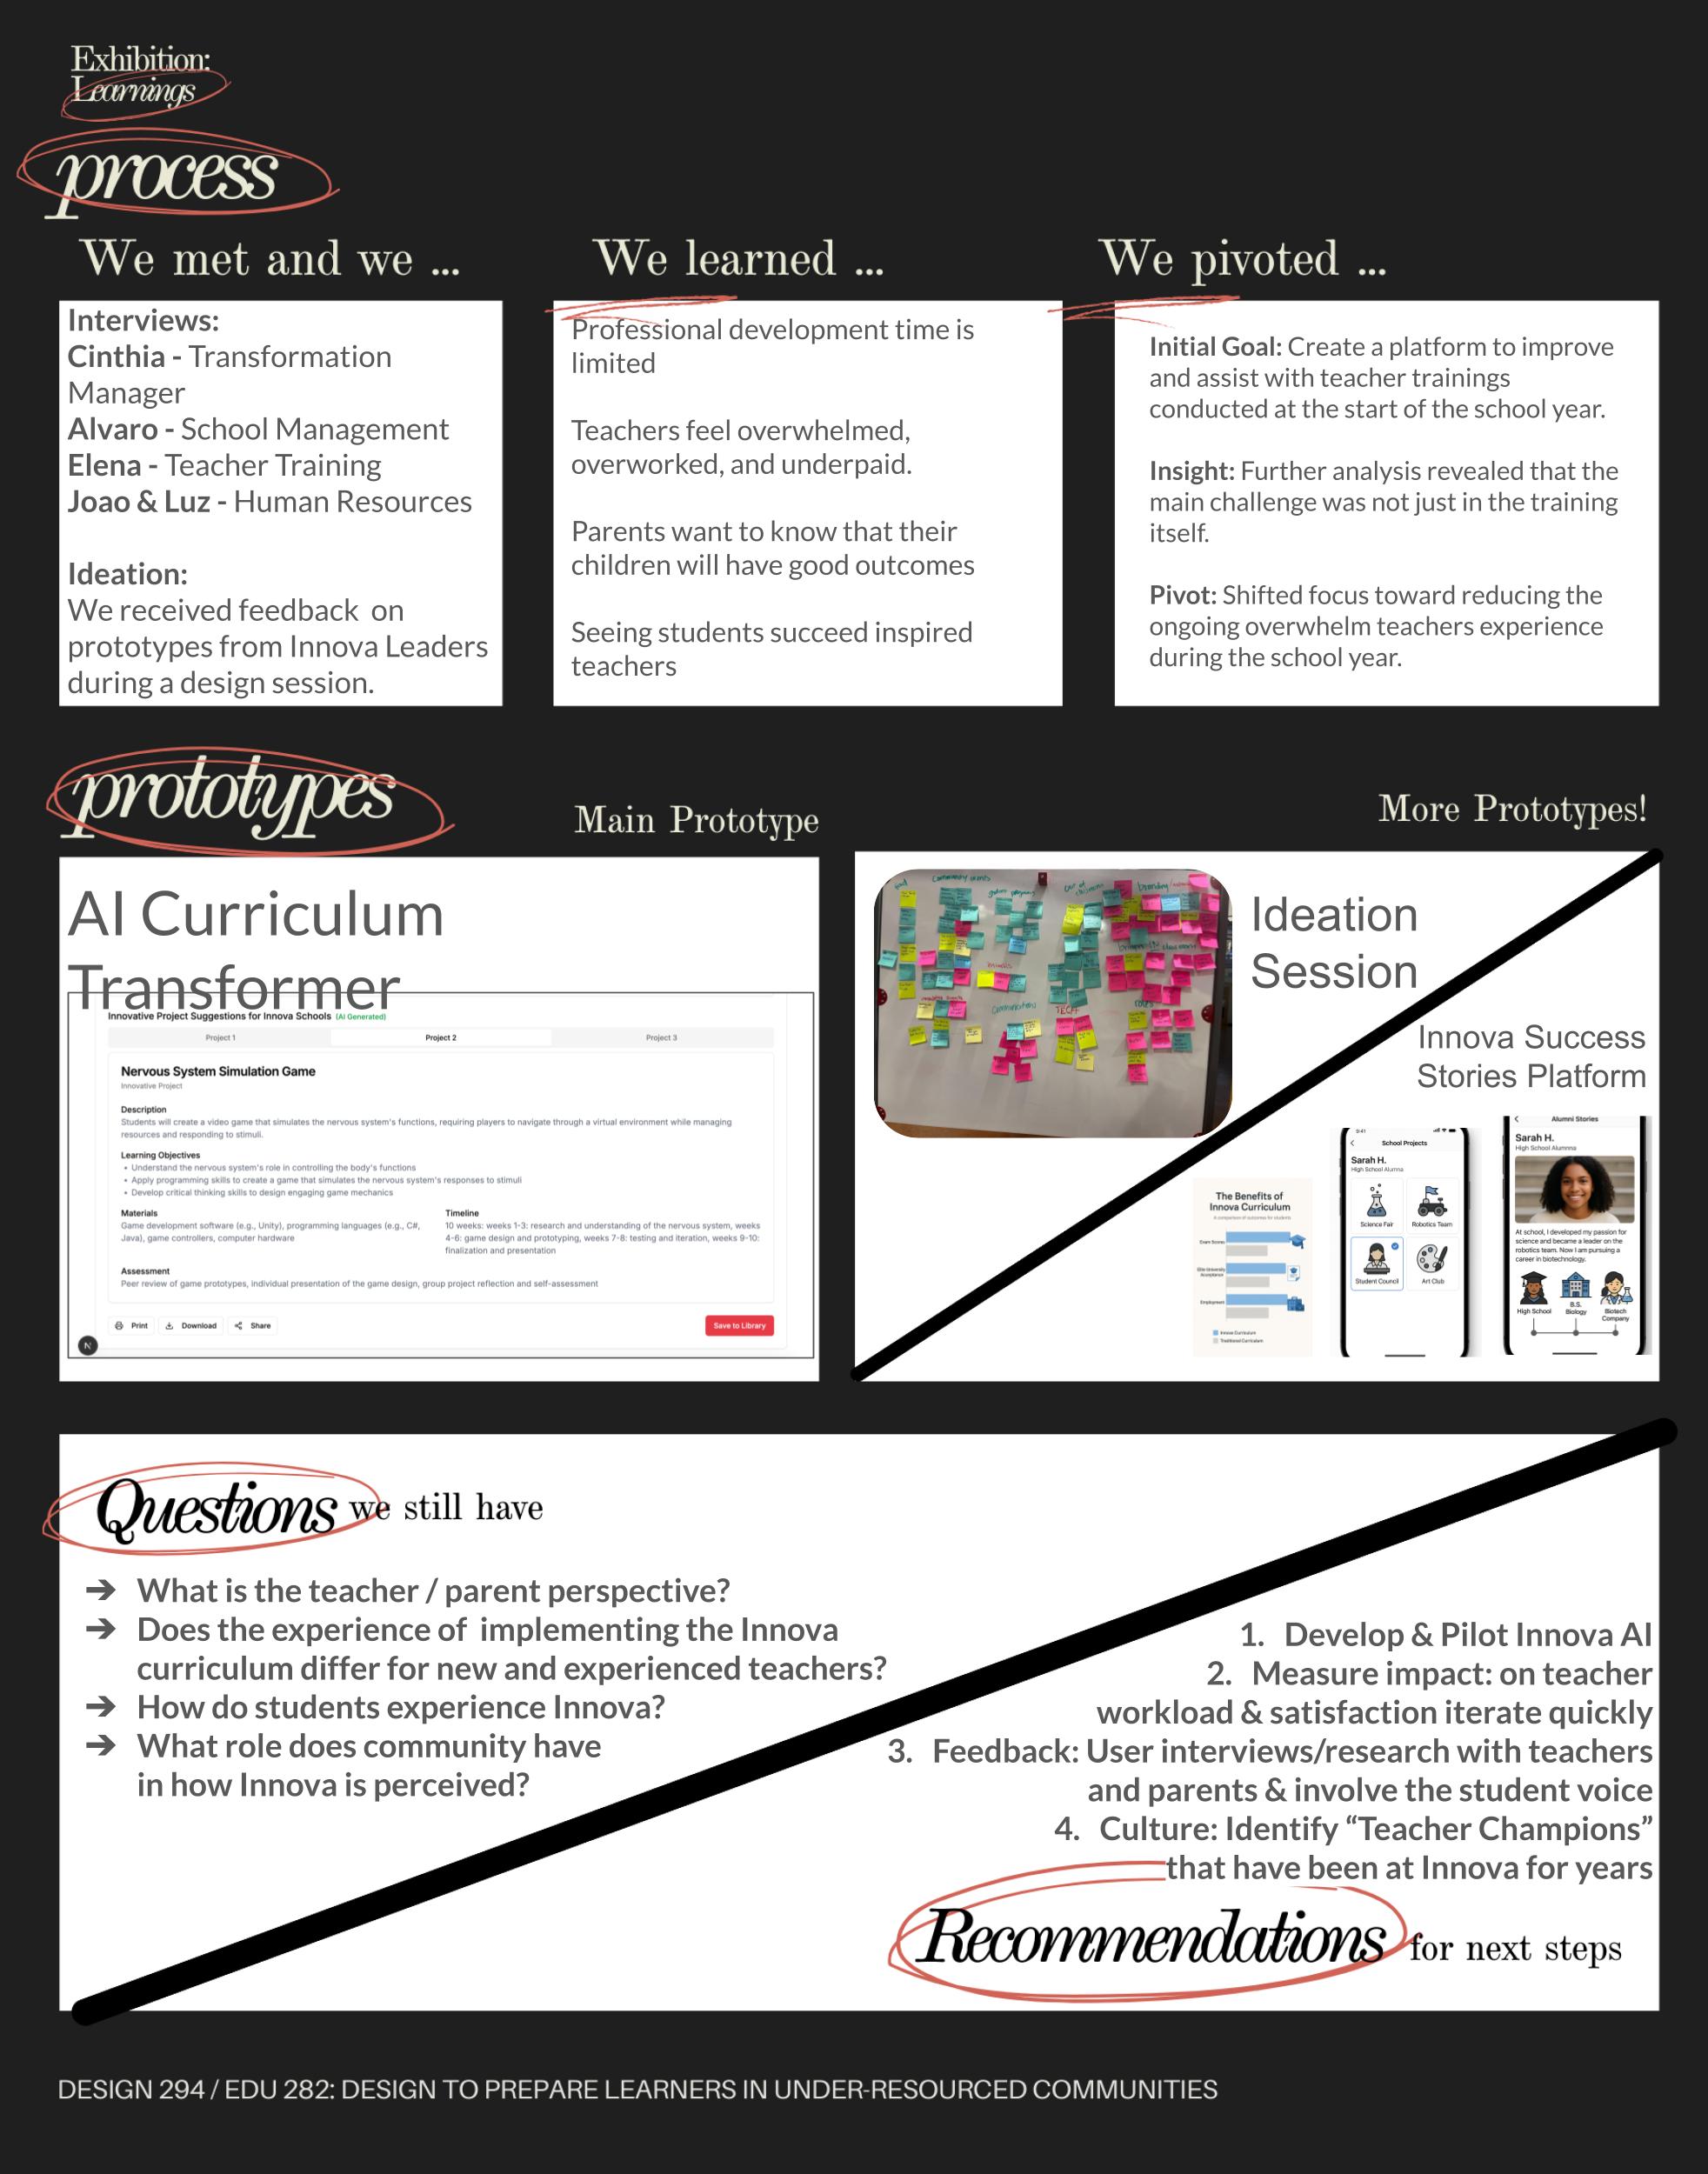 Exhibition:
Learnings
process
We met and we ...
Interviews:
Cinthia - Transformation
Manager
Alvaro - School Management
Elena - Teacher Training
Joao & Luz - Human Resources
Ideation:
We received feedback on
prototypes from Innova Leaders
during a design session.
We learned ...
Professional development time is
limited
Teachers feel overwhelmed,
overworked, and underpaid.
Parents want to know that their
children will have good outcomes
Seeing students succeed inspired
teachers
We pivoted ...
Initial Goal: Create a platform to improve
and assist with teacher trainings
conducted at the start of the school year.
Insight: Further analysis revealed that the
main challenge was not just in the training
itself.
Pivot: Shifted focus toward reducing the
ongoing overwhelm teachers experience
during the school year.
prototypes
Main Prototype
AI Curriculum
Transformer
Innovative Project Suggestions for Innova Schools (AI Generated)
Project 1
Project 2
Project 3
Nervous System Simulation Game
Innovative Project
Description
Students will create a video game that simulates the nervous system's functions, requiring players to navigate through a virtual environment while managing
resources and responding to stimuli.
Learning Objectives
• Understand the nervous system's role in controlling the body's functions
• Apply programming skills to create a game that simulates the nervous system's responses to stimuli
• Develop critical thinking skills to design engaging game mechanics
Materials
Game development software (e.g., Unity), programming languages (e.g., C#,
Java), game controllers, computer hardware
Timeline
10 weeks: weeks 1-3: research and understanding of the nervous system, weeks
4-6: game design and prototyping, weeks 7-8: testing and iteration, weeks 9-10:
finalization and presentation
Assessment
Peer review of game prototypes, individual presentation of the game design, group project reflection and self-assessment
Print
Download
Share
Save to Library
N
More Prototypes!
Community
TECH
roles
Ideation
Session
Innova Success
Stories Platform
The Benefits of
Innova Curriculum
A comparison of outcomes for students
Exam Scores
Elite University
Acceptance
Employment
Innova Curriculum
Traditional Curriculum
9:41
School Projects
Sarah H.
High School Alumna
Science Fair
Robotics Team
Student Council
Art Club
Alumni Stories
Sarah H.
High School Alumna
At school, I developed my passion for
science and became a leader on the
robotics team. Now I am pursuing a
career in biotechnology.
High School
B.S.
Biology
Biotech
Company
Questions we still have
➔ What is the teacher / parent perspective?
➔ Does the experience of implementing the Innova
curriculum differ for new and experienced teachers?
➔ How do students experience Innova?
➔ What role does community have
in how Innova is perceived?
1. Develop & Pilot Innova AI
2. Measure impact: on teacher
workload & satisfaction iterate quickly
3. Feedback: User interviews/research with teachers
and parents & involve the student voice
4. Culture: Identify “Teacher Champions”
that have been at Innova for years
Recommendations for next steps
DESIGN 294 / EDU 282: DESIGN TO PREPARE LEARNERS IN UNDER-RESOURCED COMMUNITIES